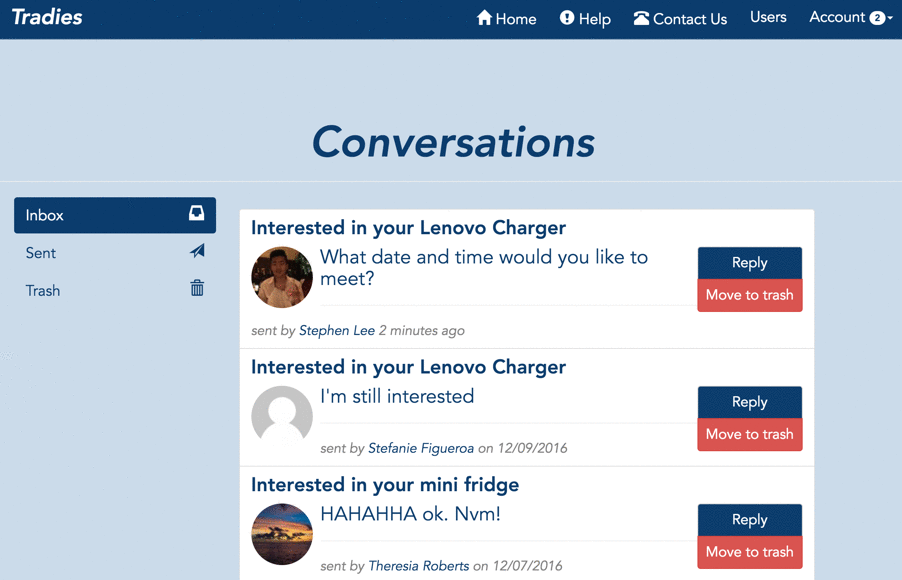 Tradies
Home
Help
Contact Us
Users
Account 2
Conversations
Inbox
Sent
Trash
Interested in your Lenovo Charger
What date and time would you like to
meet?
Reply
Move to trash
sent by Stephen Lee 2 minutes ago
Interested in your Lenovo Charger
I'm still interested
Reply
Move to trash
sent by Stefanie Figueroa on 12/09/2016
Interested in your mini fridge
HAHAHHA ok. Nvm!
Reply
Move to trash
sent by Theresia Roberts on 12/07/2016